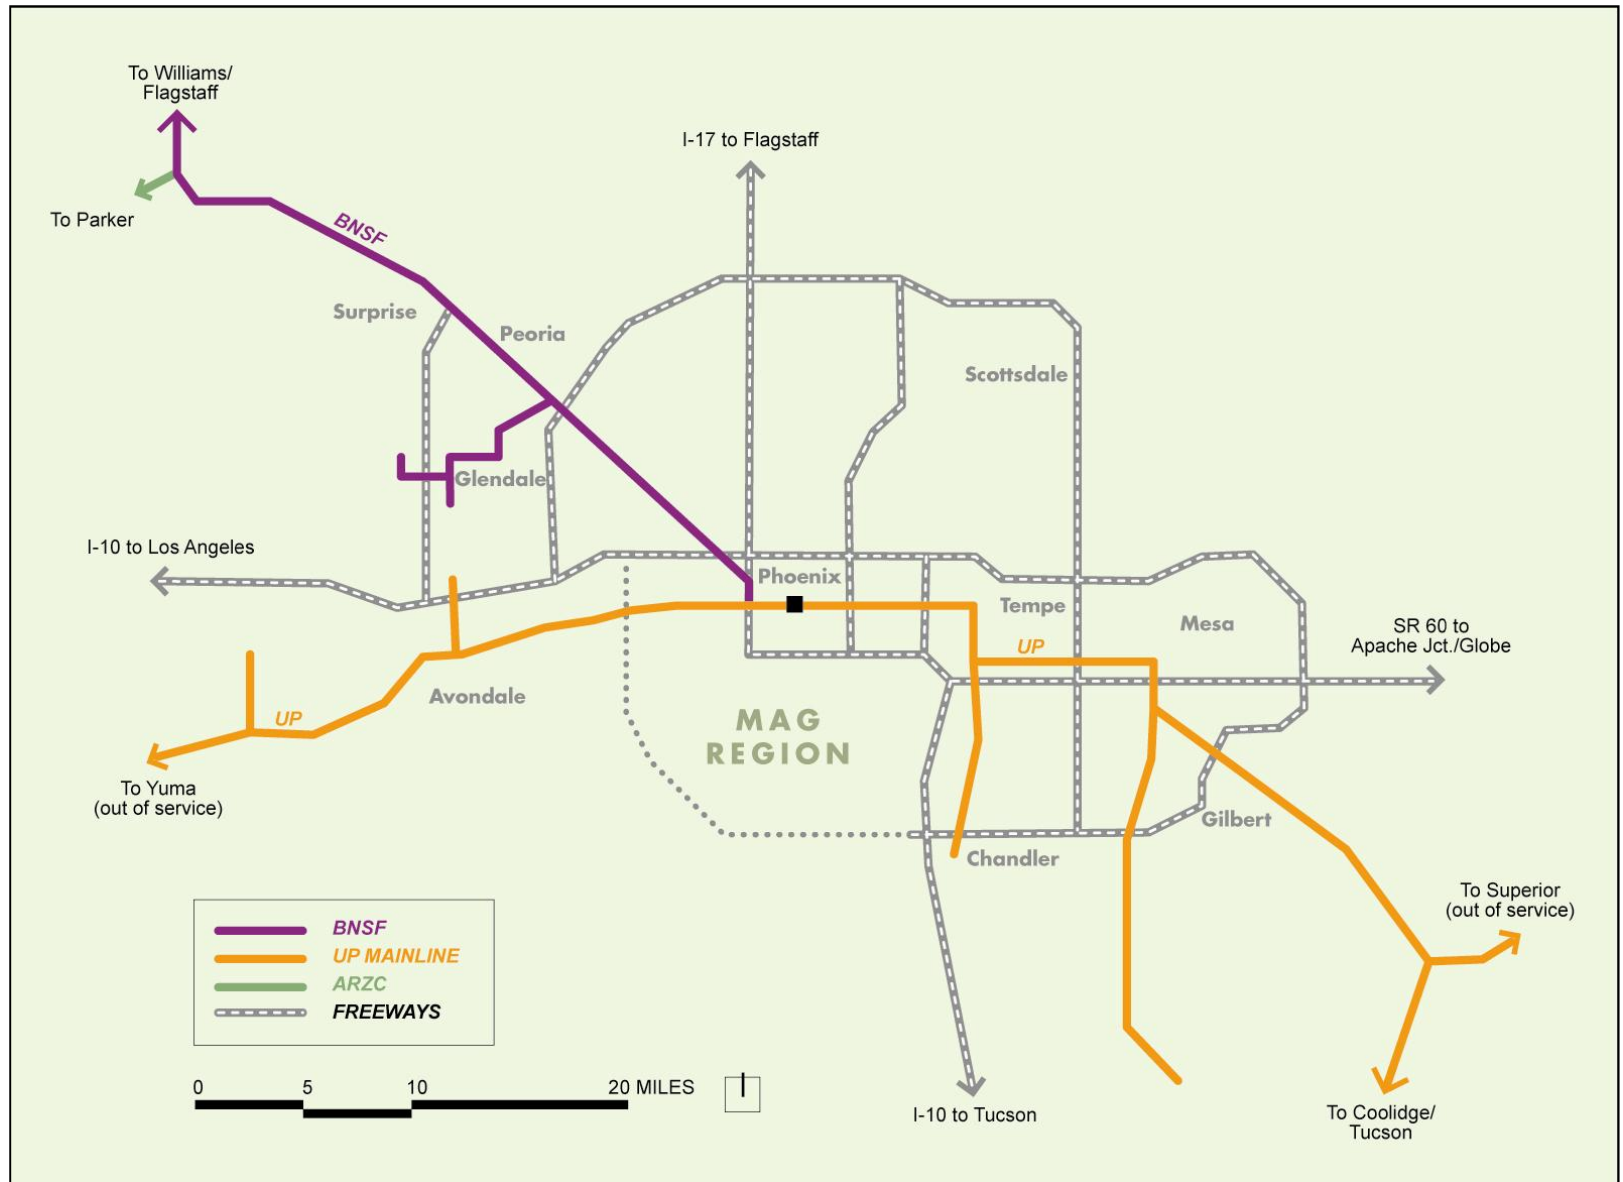 To Williams/
Flagstaff
I-17 to Flagstaff
To Parker
BNSF
Surprise
Peoria
Scottsdale
Glendale
I-10 to Los Angeles
Phoenix
Tempe
Mesa
SR 60 to
Apache Jct./Globe
UP
Avondale
UP
MAG
REGION
To Yuma
(out of service)
Gilbert
Chandler
To Superior
(out of service)
BNSF
UP MAINLINE
ARZC
FREEWAYS
0 5 10 20 MILES
I-10 to Tucson
To Coolidge/
Tucson